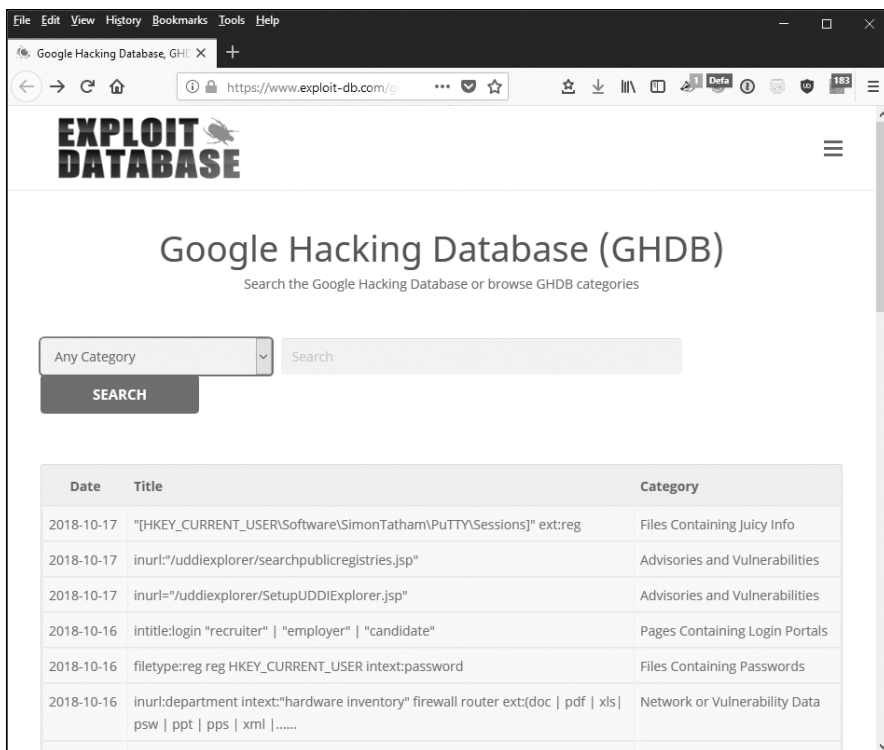 File Edit View History Bookmarks Tools Help
Google Hacking Database, GHD
https://www.exploit-db.com/g
1 Defa 183
EXPLOIT
DATABASE
Google Hacking Database (GHDB)
Search the Google Hacking Database or browse GHDB categories
Any Category Search
SEARCH
Date Title Category
2018-10-17 "[HKEY_CURRENT_USER\Software\SimonTatham\PuTTY\Sessions]" ext:reg Files Containing Juicy Info
2018-10-17 inurl:"/uddiexplorer/searchpublicregistries.jsp" Advisories and Vulnerabilities
2018-10-17 inurl="/uddiexplorer/SetupUDDIExplorer.jsp" Advisories and Vulnerabilities
2018-10-16 intitle:login "recruiter" | "employer" | "candidate" Pages Containing Login Portals
2018-10-16 filetype:reg reg HKEY_CURRENT_USER intext:password Files Containing Passwords
2018-10-16 inurl:department intext:"hardware inventory" firewall router ext:(doc | pdf | xls| Network or Vulnerability Data
psw | ppt | pps | xml |......